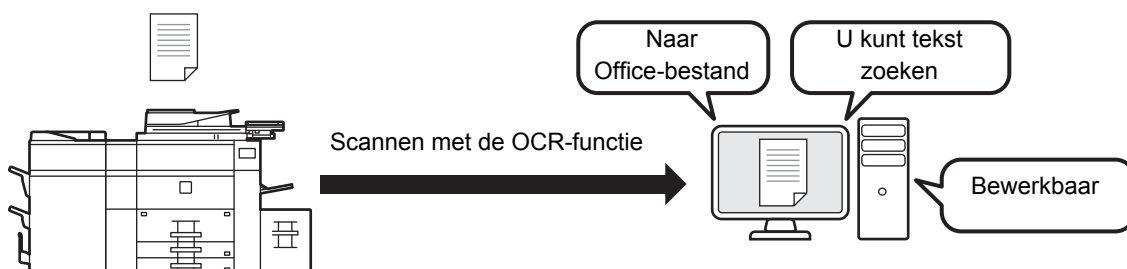 Naar
Office-bestand
U kunt tekst
zoeken
Scannen met de OCR-functie
Bewerkbaar